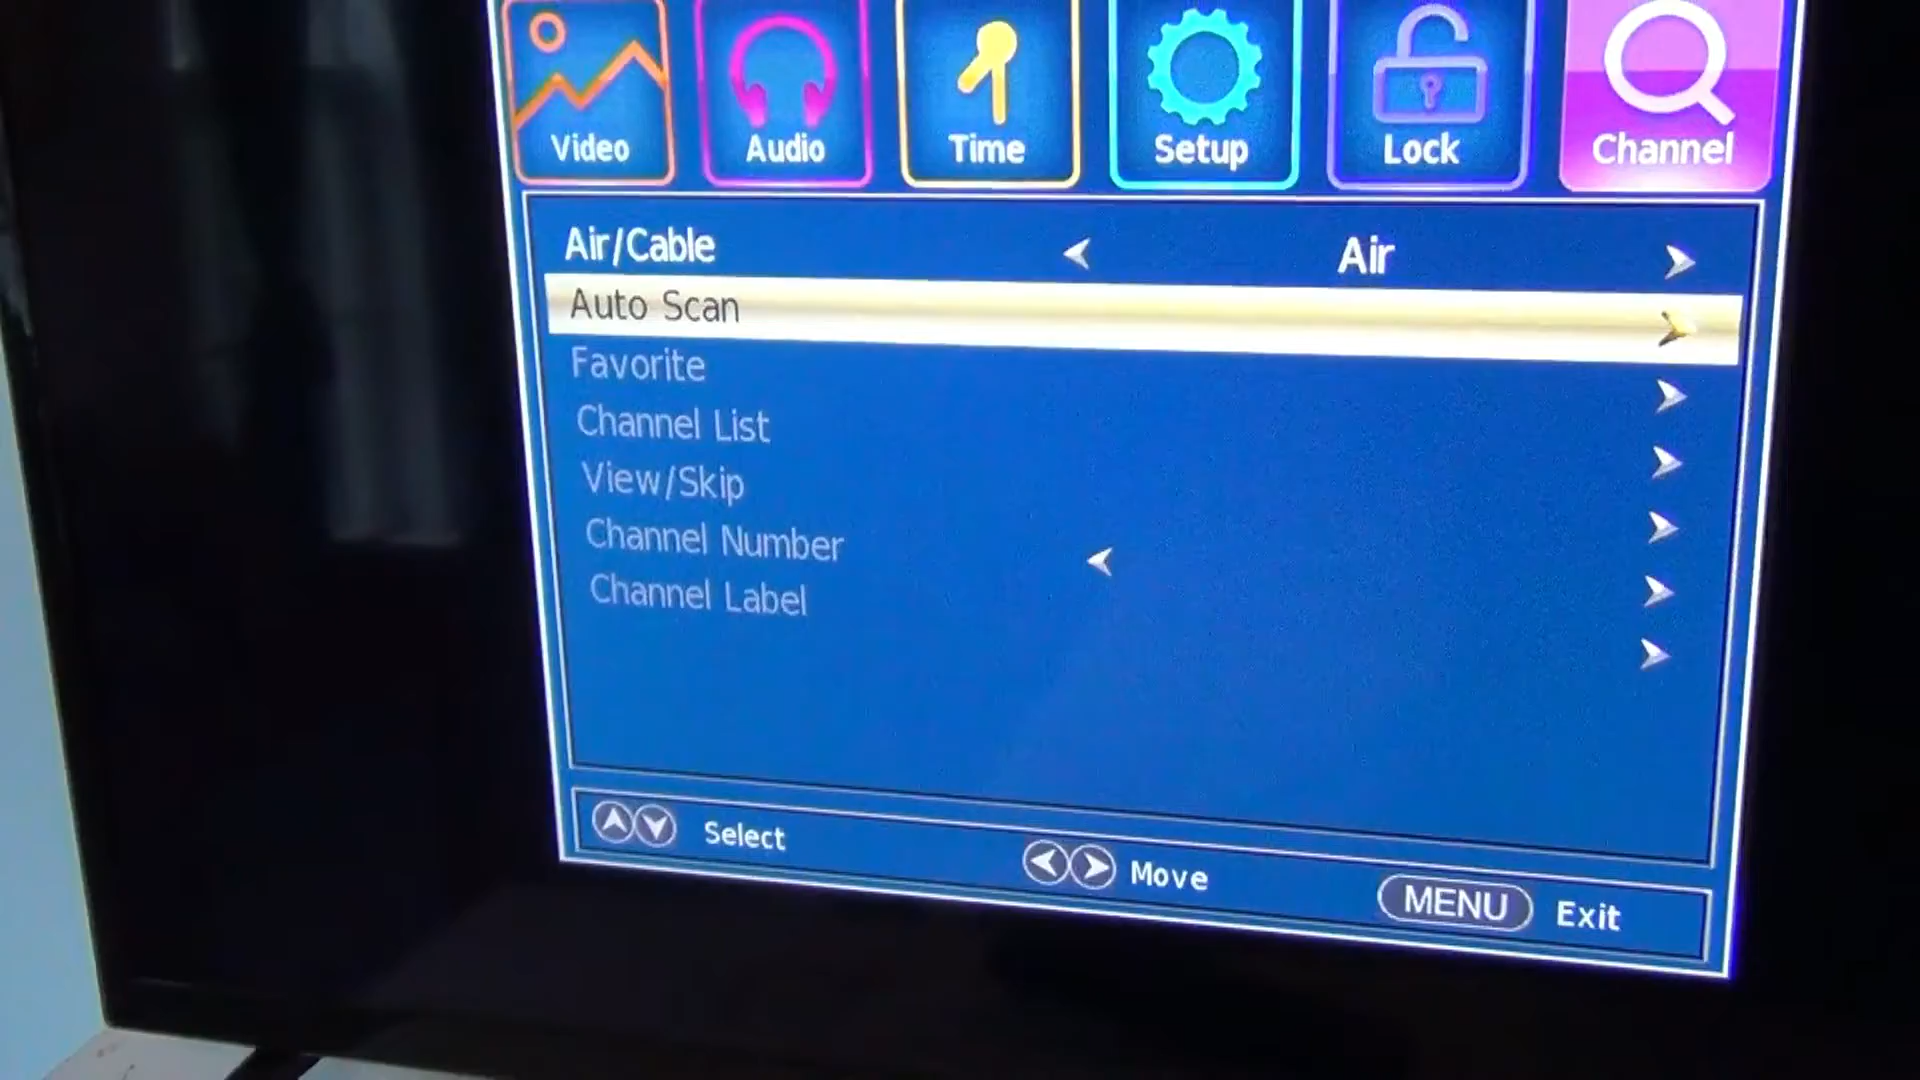 Video Audio Time Setup Lock Channel
Air/Cable Air
Auto Scan
Favorite
Channel List
View/Skip
Channel Number
Channel Label
Select Move MENU Exit